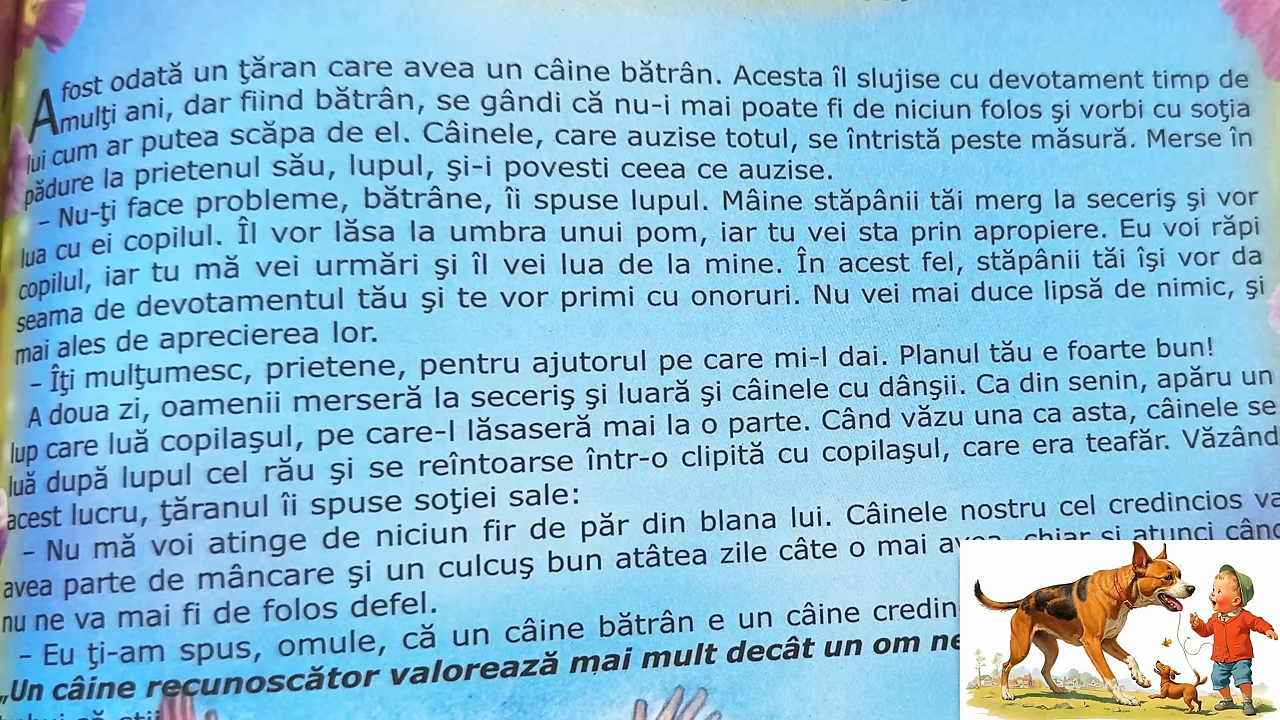 A fost odată un ţăran care avea un câine bătrân. Acesta îl slujise cu devotament timp de
mulţi ani, dar fiind bătrân, se gândi că nu-i mai poate fi de niciun folos şi vorbi cu soţia
lui cum ar putea scăpa de el. Câinele, care auzise totul, se întristă peste măsură. Merse în
pădure la prietenul său, lupul, şi-i povesti ceea ce auzise.
– Nu-ţi face probleme, bătrâne, îi spuse lupul. Mâine stăpânii tăi merg la seceriş şi vor
lua cu ei copilul. Îl vor lăsa la umbra unui pom, iar tu vei sta prin apropiere. Eu voi răpi
copilul, iar tu mă vei urmări şi îl vei lua de la mine. În acest fel, stăpânii tăi îşi vor da
seama de devotamentul tău şi te vor primi cu onoruri. Nu vei mai duce lipsă de nimic, şi
mai ales de aprecierea lor.
– Îţi mulţumesc, prietene, pentru ajutorul pe care mi-l dai. Planul tău e foarte bun!
A doua zi, oamenii merseră la seceriş şi luară şi câinele cu dânşii. Ca din senin, apăru un
lup care luă copilaşul, pe care-l lăsaseră mai la o parte. Când văzu una ca asta, câinele se
luă după lupul cel rău şi se reîntoarse într-o clipită cu copilaşul, care era teafăr. Văzând
acest lucru, ţăranul îi spuse soţiei sale:
– Nu mă voi atinge de niciun fir de păr din blana lui. Câinele nostru cel credincios va
avea parte de mâncare şi un culcuş bun atâtea zile câte o mai chiar şi atunci când
nu ne va mai fi de folos defel.
– Eu ţi-am spus, omule, că un câine bătrân e un câine
„Un câine recunoscător valorează mai mult decât un om